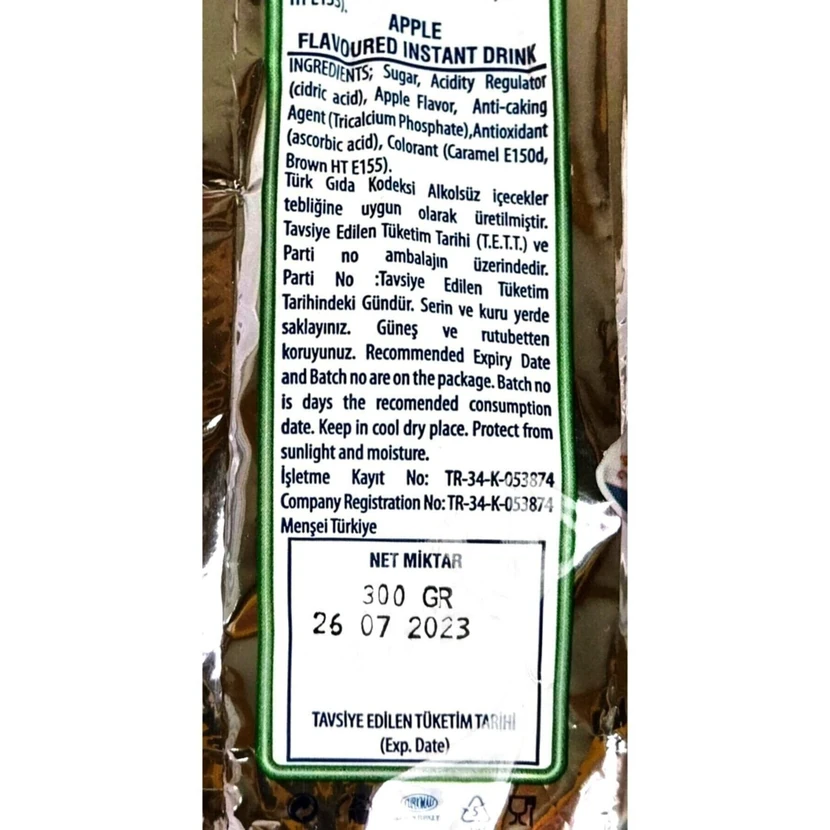 HT E155).
APPLE
FLAVOURED INSTANT DRINK
INGREDIENTS; Sugar, Acidity Regulator
(cidric acid), Apple Flavor, Anti-caking
Agent (Tricalcium Phosphate),Antioxidant
(ascorbic acid), Colorant (Caramel E150d,
Brown HT E155).
Türk Gıda Kodeksi Alkolsüz içecekler
tebliğine uygun olarak üretilmiştir.
Tavsiye Edilen Tüketim Tarihi (T.E.T.T.) ve
Parti no ambalajın üzerindedir.
Parti No :Tavsiye Edilen Tüketim
Tarihindeki Gündür. Serin ve kuru yerde
saklayınız. Güneş ve rutubetten
koruyunuz. Recommended Expiry Date
and Batch no are on the package. Batch no
is days the recomended consumption
date. Keep in cool dry place. Protect from
sunlight and moisture.
İşletme Kayıt No: TR-34-K-053874
Company Registration No: TR-34-K-053874
Menşei Türkiye
NET MİKTAR
300 GR
26 07 2023
TAVSİYE EDİLEN TÜKETİM TARİHİ
(Exp. Date)
5